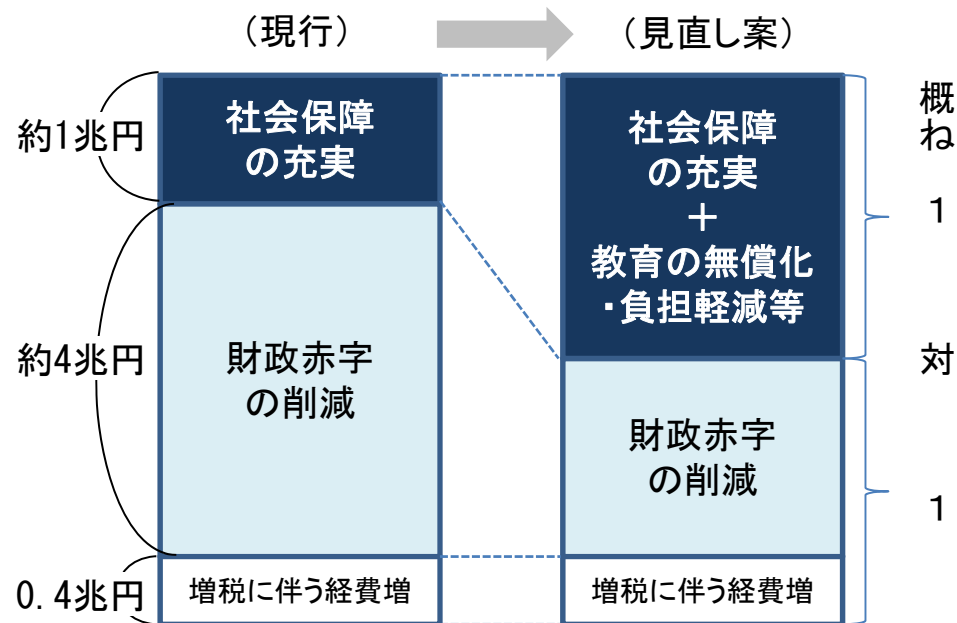 （現行）
（見直し案）
約1兆円
社会保障
の充実
約4兆円
財政赤字
の削減
0.4兆円
増税に伴う経費増
社会保障
の充実
＋
教育の無償化
・負担軽減等
財政赤字
の削減
増税に伴う経費増
概ね
1
対
1